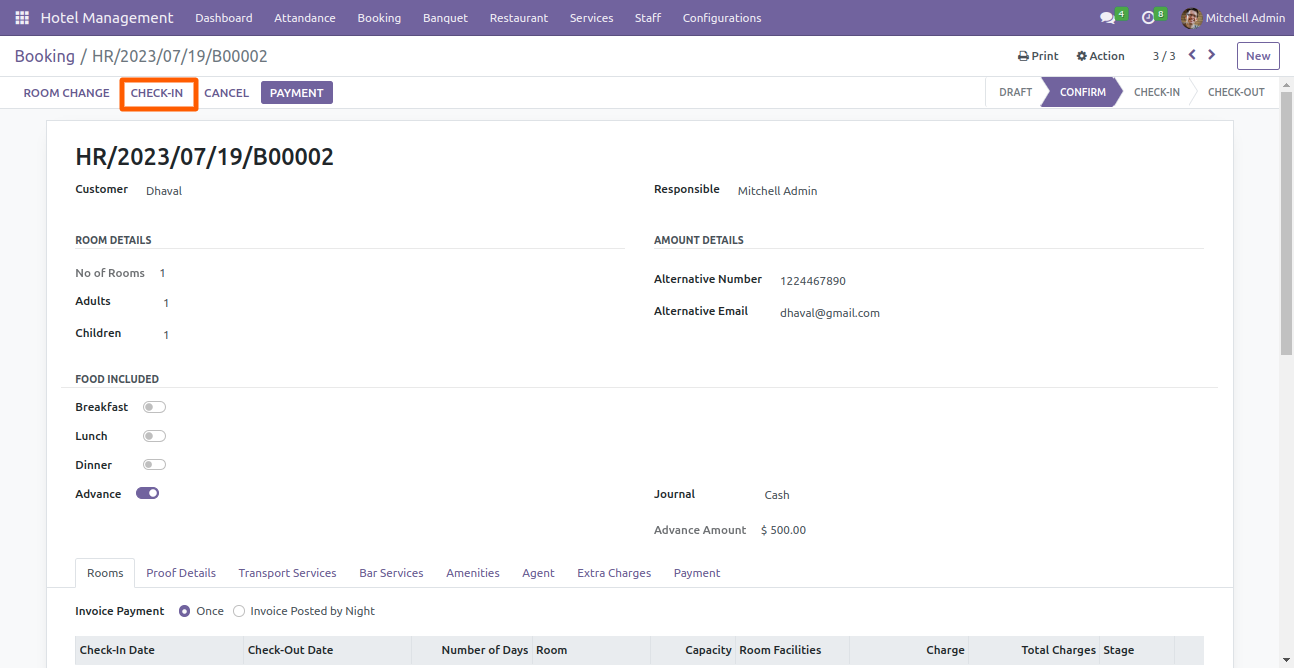 Hotel Management Dashboard Attendance Booking Banquet Restaurant Services Staff Configurations 4 8 Mitchell Admin
Booking / HR/2023/07/19/B00002 Print Action 3 / 3 New
ROOM CHANGE CHECK-IN CANCEL PAYMENT DRAFT CONFIRM CHECK-IN CHECK-OUT
HR/2023/07/19/B00002
Customer Dhaval Responsible Mitchell Admin
ROOM DETAILS AMOUNT DETAILS
No of Rooms 1
Alternative Number 1224467890
Adults 1
Alternative Email dhaval@gmail.com
Children 1
FOOD INCLUDED
Breakfast
Lunch
Dinner
Advance Journal Cash
Advance Amount $ 500.00
Rooms Proof Details Transport Services Bar Services Amenities Agent Extra Charges Payment
Invoice Payment Once Invoice Posted by Night
Check-In Date Check-Out Date Number of Days Room Capacity Room Facilities Charge Total Charges Stage